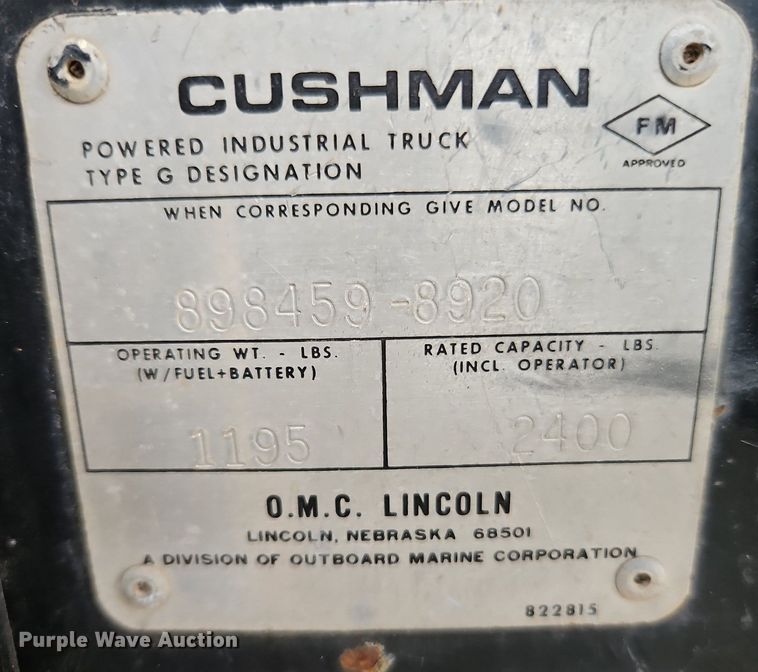 CUSHMAN
POWERED INDUSTRIAL TRUCK
TYPE G DESIGNATION
FM
APPROVED
WHEN CORRESPONDING GIVE MODEL NO.
898459-8920
OPERATING WT. - LBS.
(W/FUEL+BATTERY)
1195
RATED CAPACITY - LBS.
(INCL. OPERATOR)
2400
O.M.C. LINCOLN
LINCOLN, NEBRASKA 68501
A DIVISION OF OUTBOARD MARINE CORPORATION
822815
Purple Wave Auction